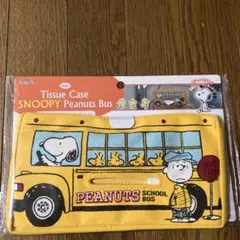 Tissue Case
SNOOPY Peanuts Bus
PEANUTS
SCHOOL
BUS